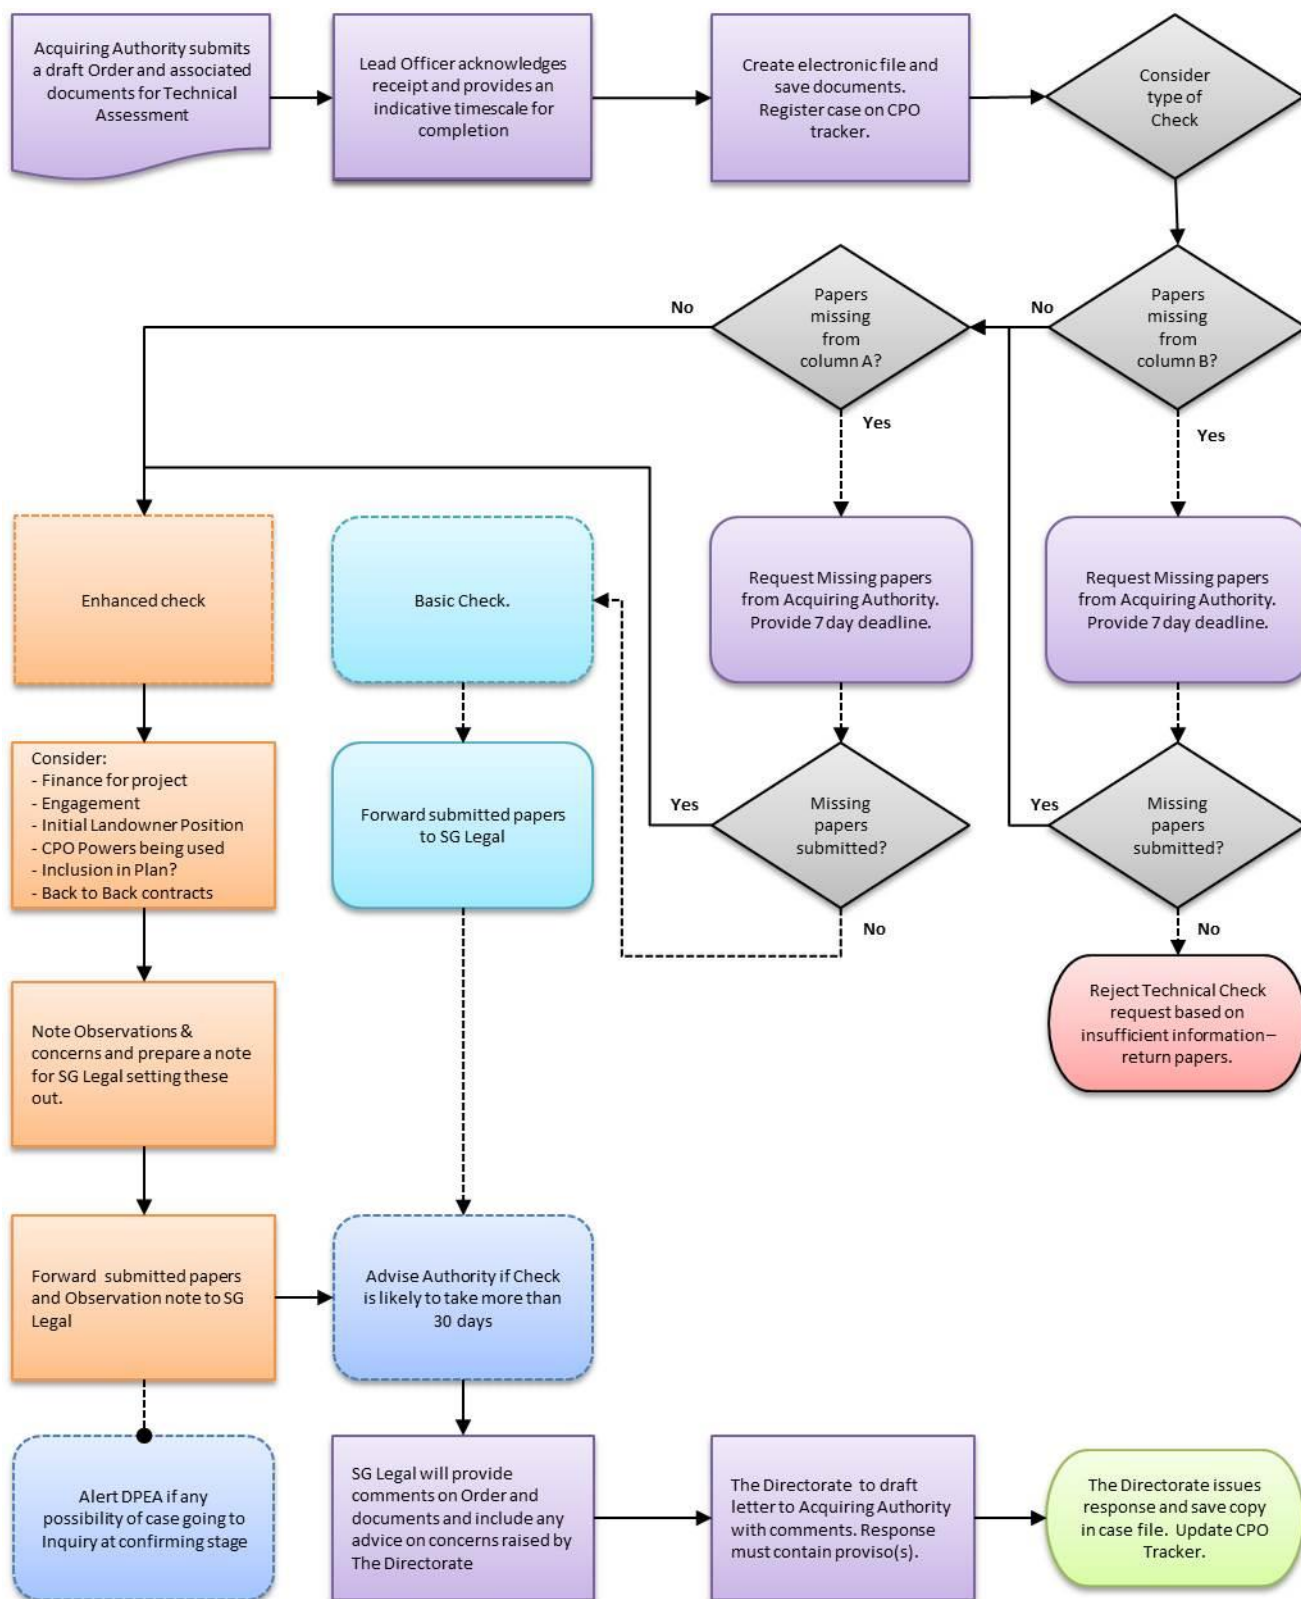 Acquiring Authority submits
a draft Order and associated
documents for Technical
Assessment
Lead Officer acknowledges
receipt and provides an
indicative timescale for
completion
Create electronic file and
save documents.
Register case on CPO
tracker.
Consider
type of
Check
Papers
missing
from
column B?
No
Yes
Papers
missing
from
column A?
No
Yes
Enhanced check
Basic Check.
Request Missing papers
from Acquiring Authority.
Provide 7 day deadline.
Request Missing papers
from Acquiring Authority.
Provide 7 day deadline.
Consider:
- Finance for project
- Engagement
- Initial Landowner Position
- CPO Powers being used
- Inclusion in Plan?
- Back to Back contracts
Forward submitted papers
to SG Legal
Yes
Missing
papers
submitted?
No
Yes
Missing
papers
submitted?
No
Reject Technical Check
request based on
insufficient information–
return papers.
Note Observations &
concerns and prepare a note
for SG Legal setting these
out.
Forward submitted papers
and Observation note to SG
Legal
Advise Authority if Check
is likely to take more than
30 days
Alert DPEA if any
possibility of case going to
Inquiry at confirming stage
SG Legal will provide
comments on Order and
documents and include any
advice on concerns raised by
The Directorate
The Directorate to draft
letter to Acquiring Authority
with comments. Response
must contain proviso(s).
The Directorate issues
response and save copy
in case file. Update CPO
Tracker.